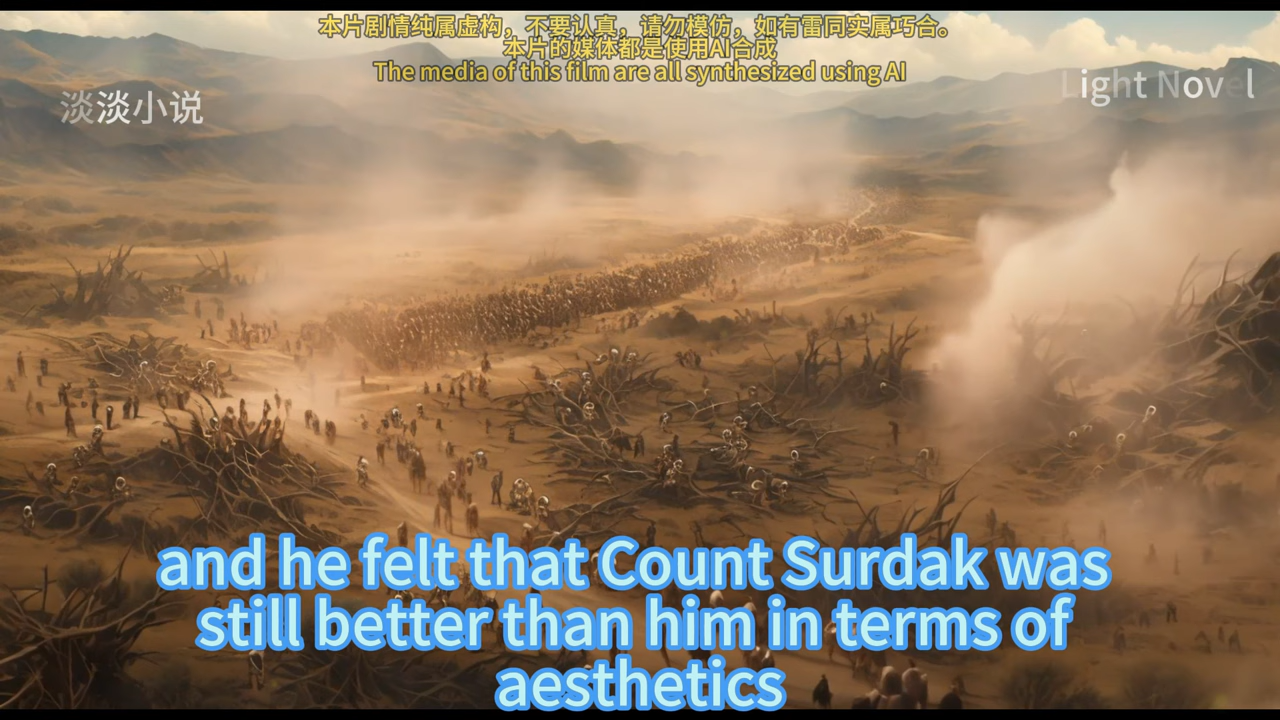 本片剧情纯属虚构，不要认真，请勿模仿，如有雷同实属巧合。
本片的媒体都是使用AI合成
The media of this film are all synthesized using AI
淡淡小说
Light Novel
and he felt that Count Surdak was
still better than him in terms of
aesthetics